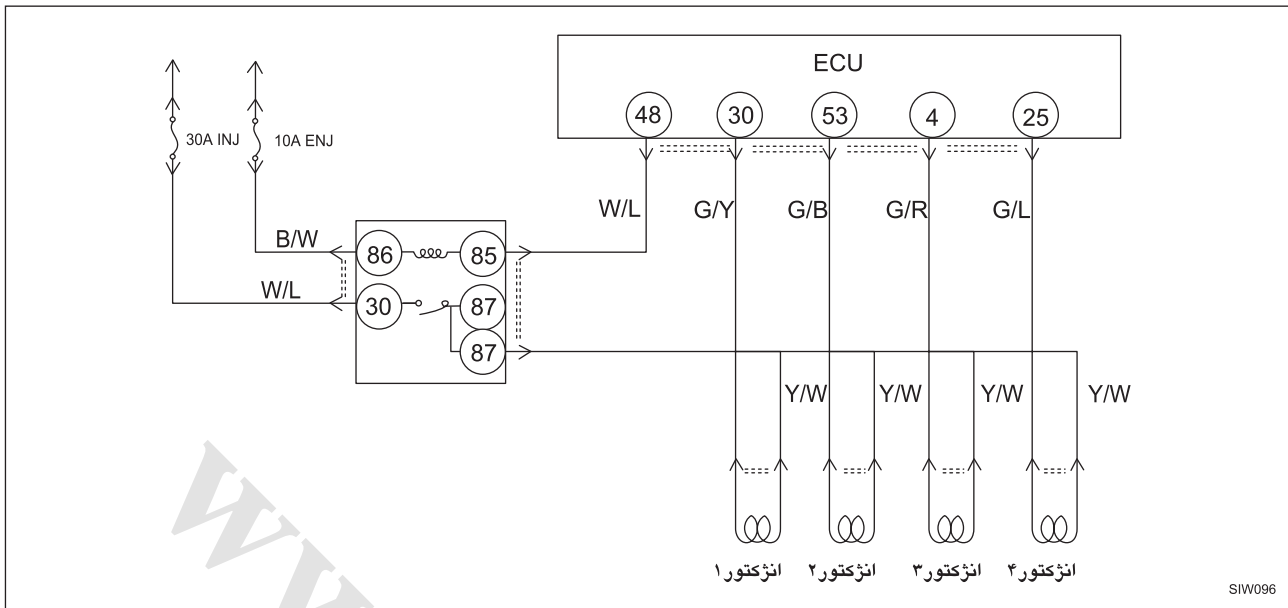 ECU
48 30 53 4 25
30A INJ 10A ENJ
W/L G/Y G/B G/R G/L
B/W
86 85
W/L
30 87
87
Y/W Y/W Y/W Y/W
انژکتور۱ انژکتور۲ انژکتور۳ انژکتور۴
SIW096